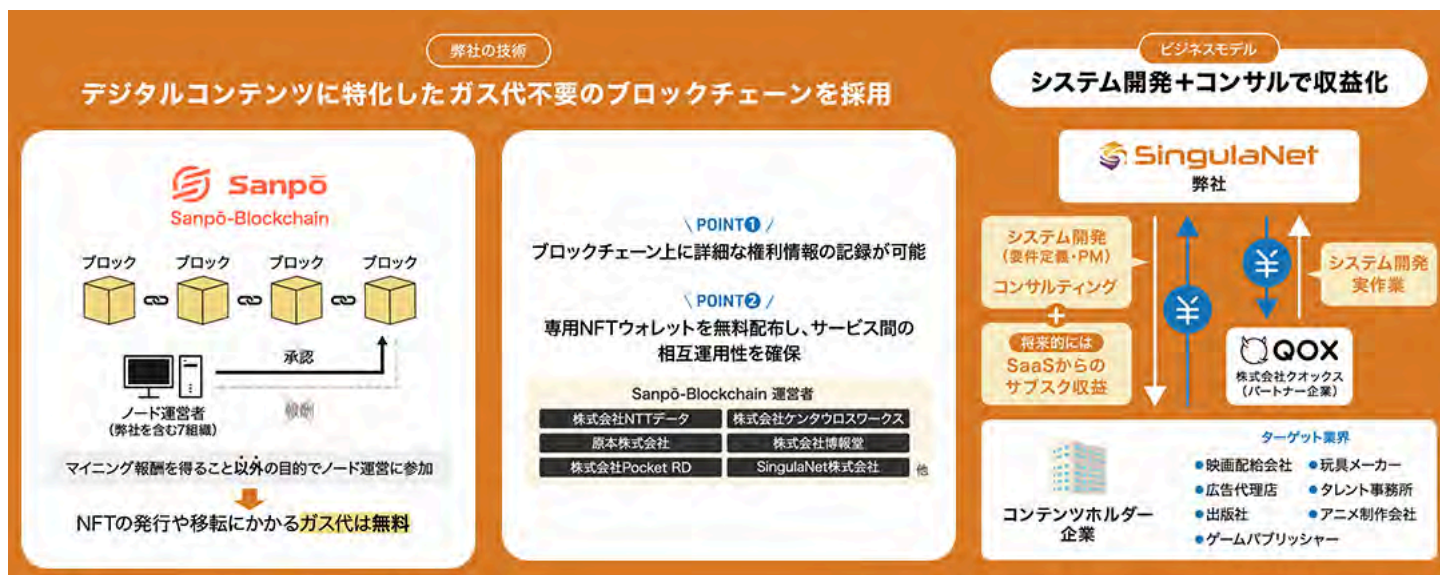 弊社の技術
デジタルコンテンツに特化したガス代不要のブロックチェーンを採用
Sanpō
Sanpō-Blockchain
ブロック
ブロック
ブロック
ブロック
承認
報酬
ノード運営者
(弊社を含む7組織)
マイニング報酬を得ること以外の目的でノード運営に参加
NFTの発行や移転にかかるガス代は無料
\ POINT❶ /
ブロックチェーン上に詳細な権利情報の記録が可能
\ POINT❷ /
専用NFTウォレットを無料配布し、サービス間の
相互運用性を確保
Sanpō-Blockchain 運営者
株式会社NTTデータ
株式会社ケンタウロスワークス
原本株式会社
株式会社博報堂
株式会社Pocket RD
SingulaNet株式会社
他
ビジネスモデル
システム開発+コンサルで収益化
SingulaNet
弊社
システム開発
(要件定義・PM)
コンサルティング
+
将来的には
SaaSからの
サブスク収益
¥
¥
システム開発
実作業
QOX
株式会社クオックス
(パートナー企業)
コンテンツホルダー
企業
ターゲット業界
●映画配給会社
●玩具メーカー
●広告代理店
●タレント事務所
●出版社
●アニメ制作会社
●ゲームパブリッシャー